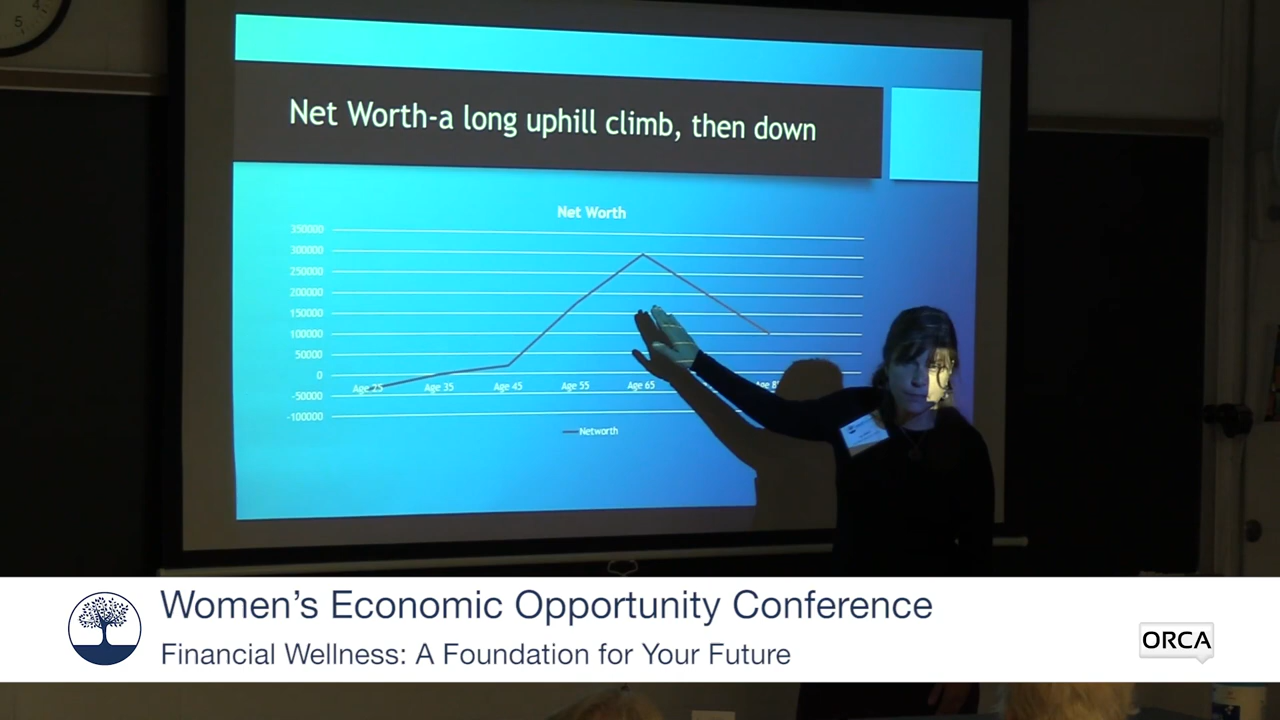 4
5
Net Worth-a long uphill climb, then down
Net Worth
350000
300000
250000
200000
150000
100000
50000
0
-50000
-100000
Age 25 Age 35 Age 45 Age 55 Age 65
Networth
Women's Economic Opportunity Conference
Financial Wellness: A Foundation for Your Future
ORCA